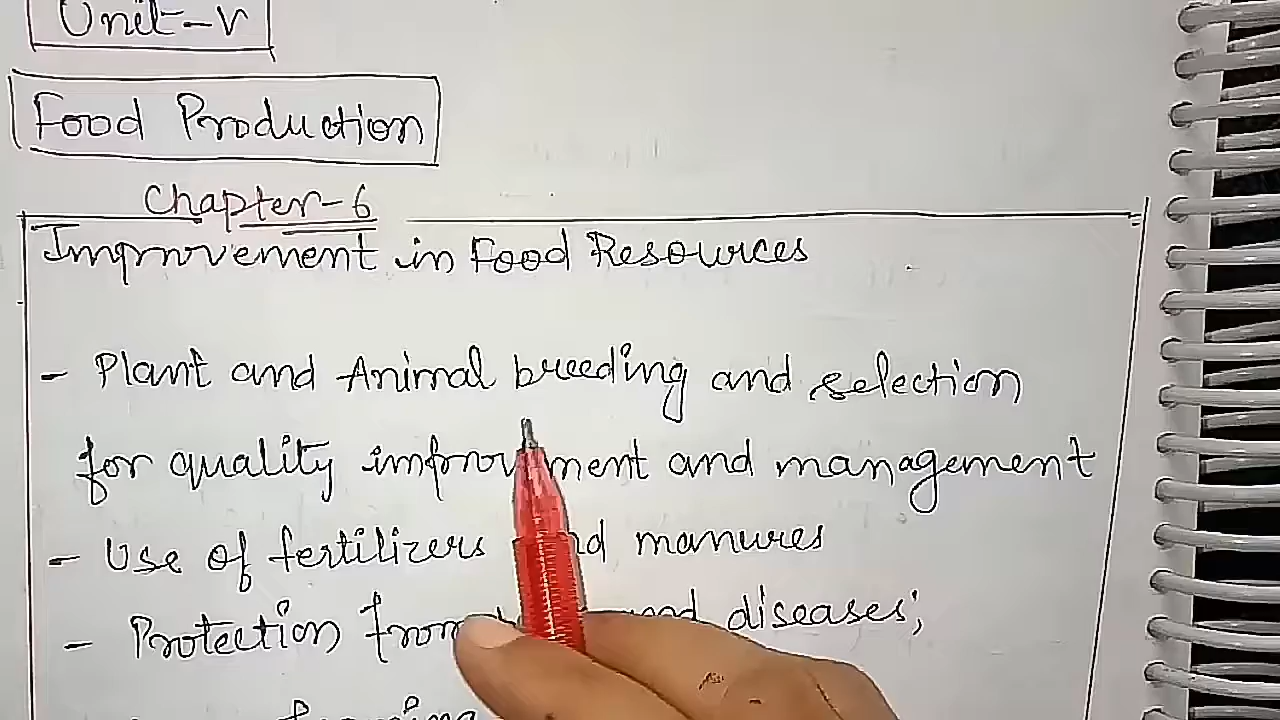 Unit-V
Food Production
Chapter-6
Improvement in Food Resources
- Plant and Animal breeding and selection
for quality improvement and management
- Use of fertilizers and manures
- Protection from and diseases;